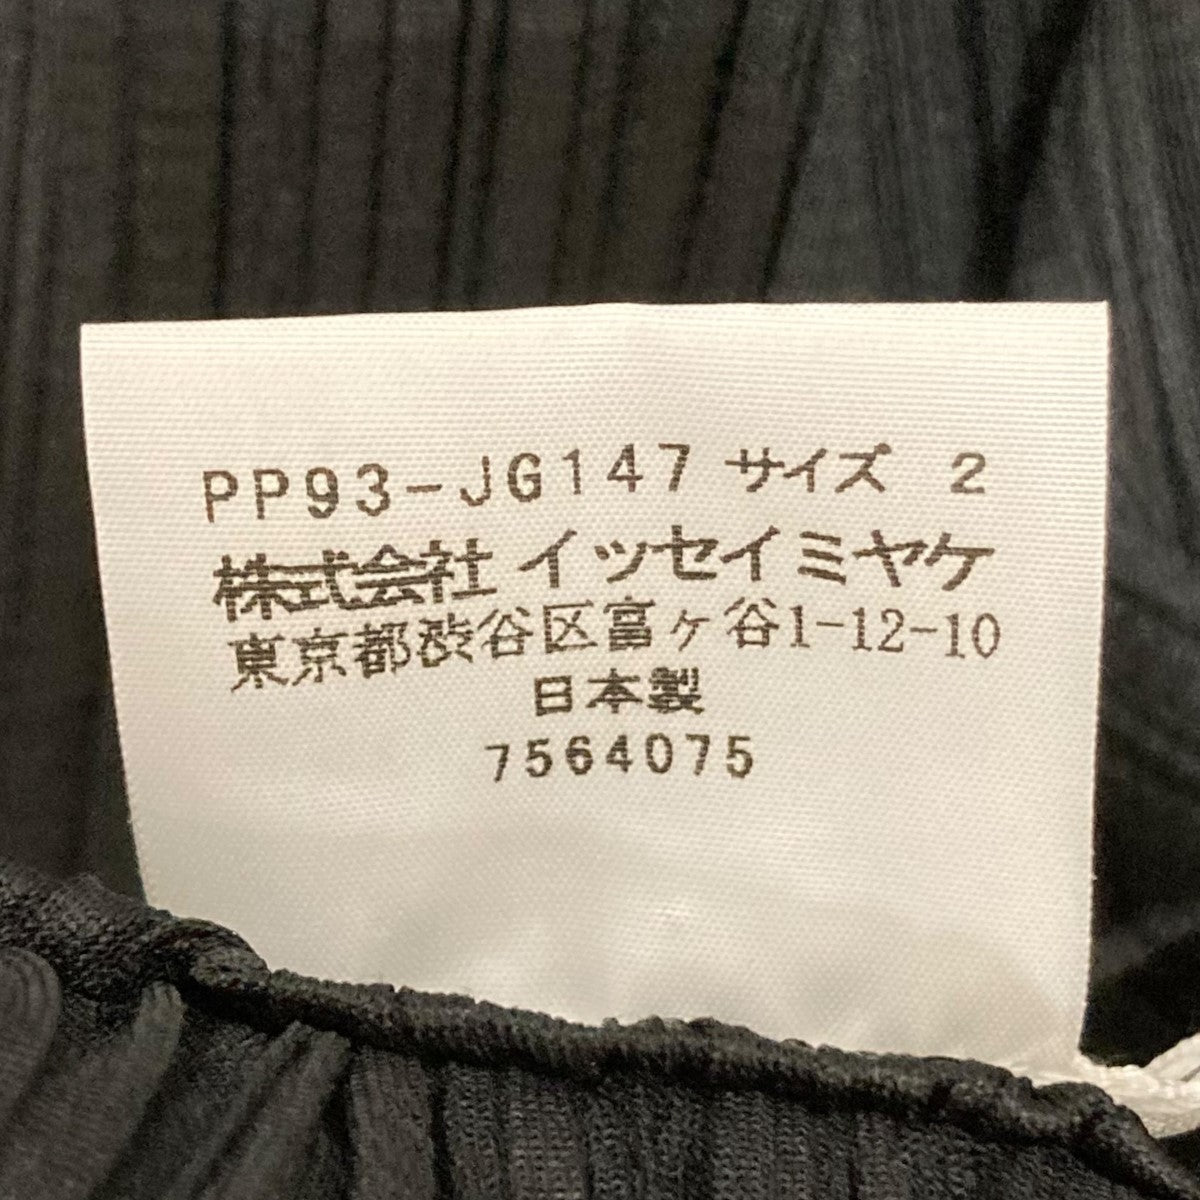 PP93-JG147 サイズ 2
株式会社 イッセイミヤケ
東京都渋谷区富ヶ谷1-12-10
日本製
7564075